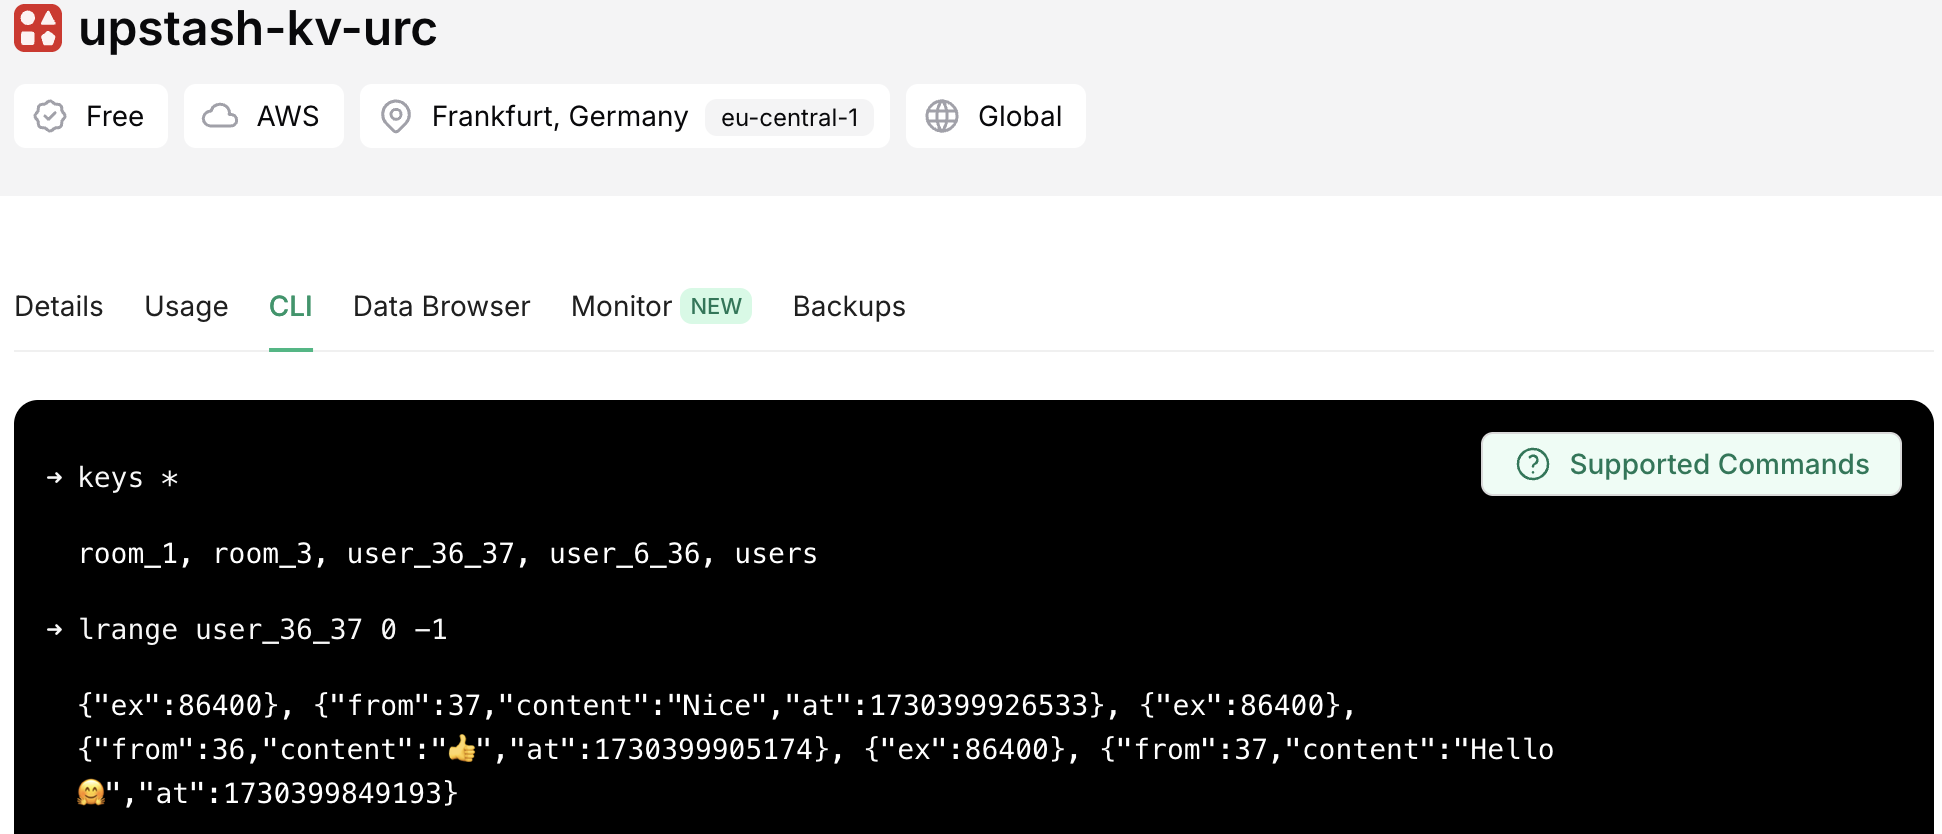 upstash-kv-urc
Free AWS Frankfurt, Germany eu-central-1 Global
Details Usage CLI Data Browser Monitor NEW Backups
Supported Commands
➜ keys *
room_1, room_3, user_36_37, user_6_36, users
➜ lrange user_36_37 0 -1
{"ex":86400}, {"from":37,"content":"Nice","at":1730399926533}, {"ex":86400},
{"from":36,"content":"👍","at":1730399905174}, {"ex":86400}, {"from":37,"content":"Hello
🤗","at":1730399849193}